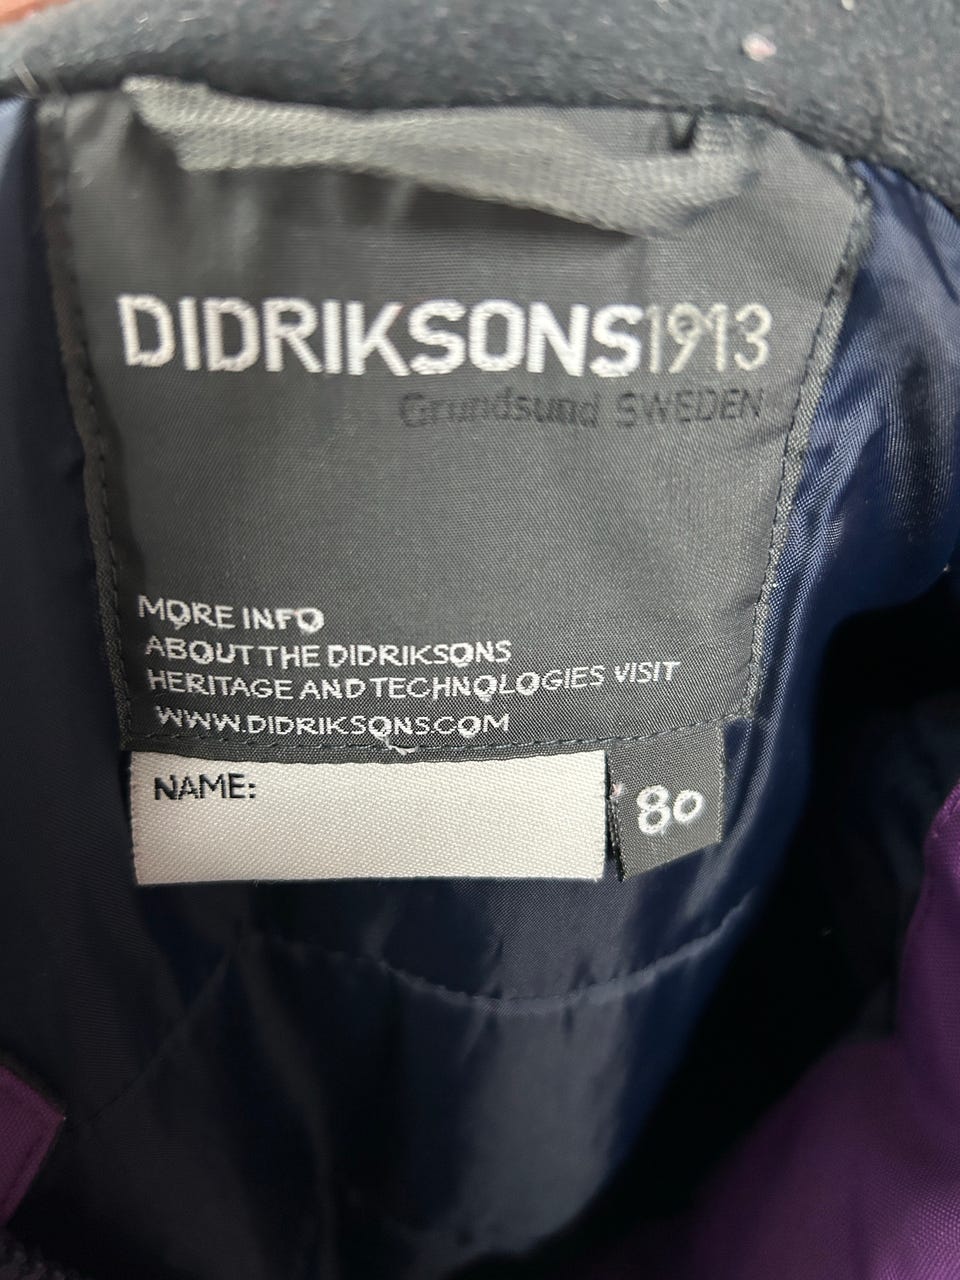 DIDRIKSONS1913
Grundsund SWEDEN
MORE INFO
ABOUT THE DIDRIKSONS
HERITAGE AND TECHNOLOGIES VISIT
WWW.DIDRIKSONS.COM
NAME:
80